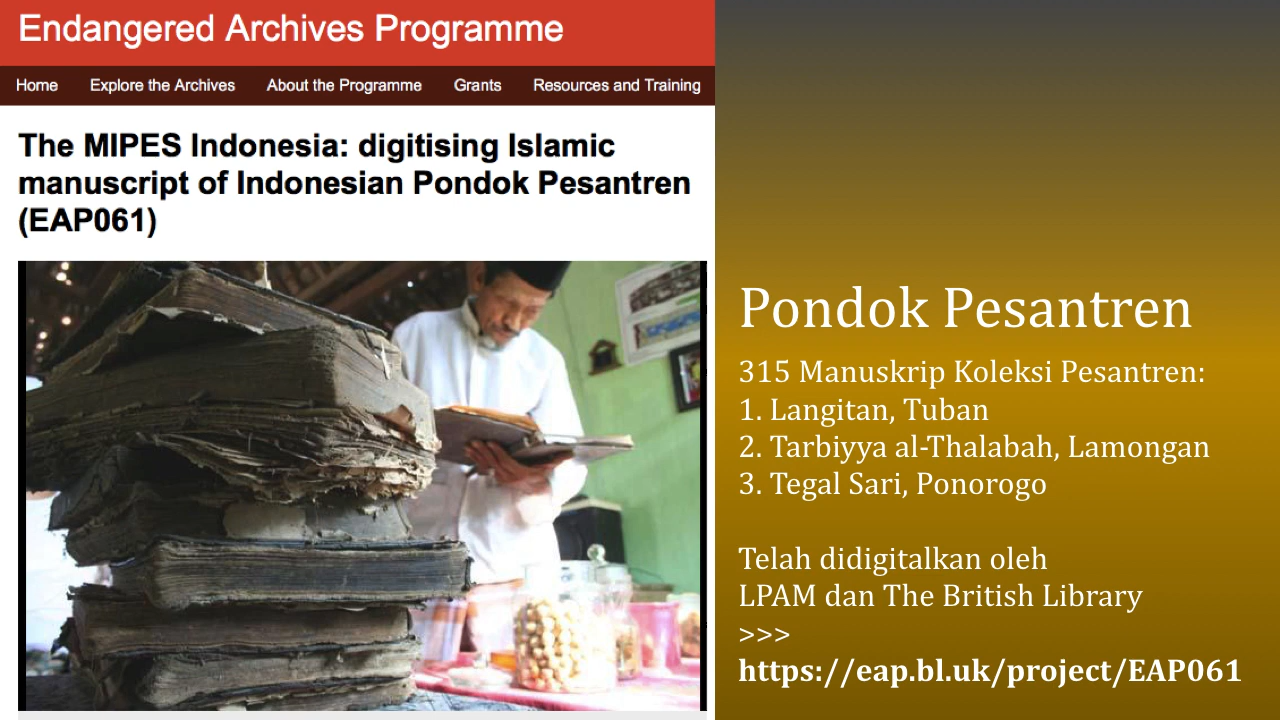 Endangered Archives Programme
Home Explore the Archives About the Programme Grants Resources and Training
The MIPES Indonesia: digitising Islamic
manuscript of Indonesian Pondok Pesantren
(EAP061)
Pondok Pesantren
315 Manuskrip Koleksi Pesantren:
1. Langitan, Tuban
2. Tarbiyya al-Thalabah, Lamongan
3. Tegal Sari, Ponorogo
Telah didigitalkan oleh
LPAM dan The British Library
>>>
https://eap.bl.uk/project/EAP061